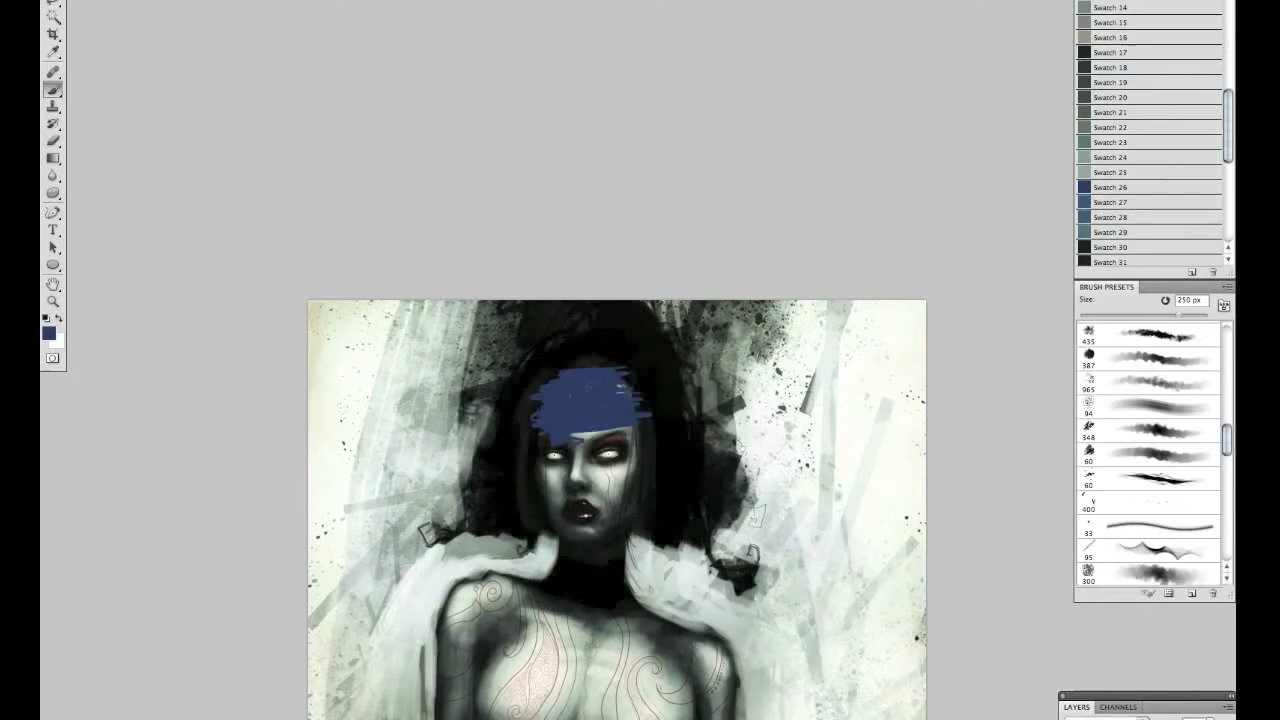 Swatch 14
Swatch 15
Swatch 16
Swatch 17
Swatch 18
Swatch 19
Swatch 20
Swatch 21
Swatch 22
Swatch 23
Swatch 24
Swatch 25
Swatch 26
Swatch 27
Swatch 28
Swatch 29
Swatch 30
Swatch 31
BRUSH PRESETS
Size: 250 px
435
387
965
94
348
60
60
400
33
95
300
LAYERS CHANNELS